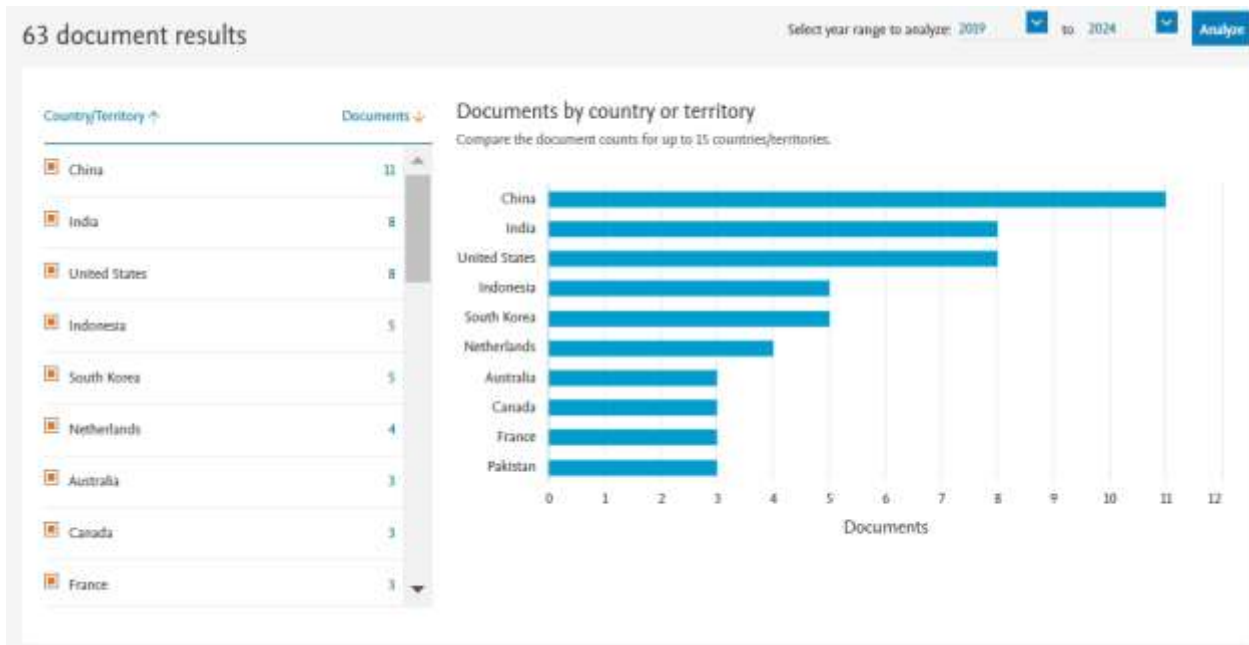 63 document results
Select year range to analyze: 2019 to 2024 Analyze
Country/Territory ↑ Documents ↓
China 11
India 8
United States 8
Indonesia 5
South Korea 5
Netherlands 4
Australia 3
Canada 3
France 3
Documents by country or territory
Compare the document counts for up to 15 countries/territories.
China
India
United States
Indonesia
South Korea
Netherlands
Australia
Canada
France
Pakistan
0 1 2 3 4 5 6 7 8 9 10 11 12
Documents